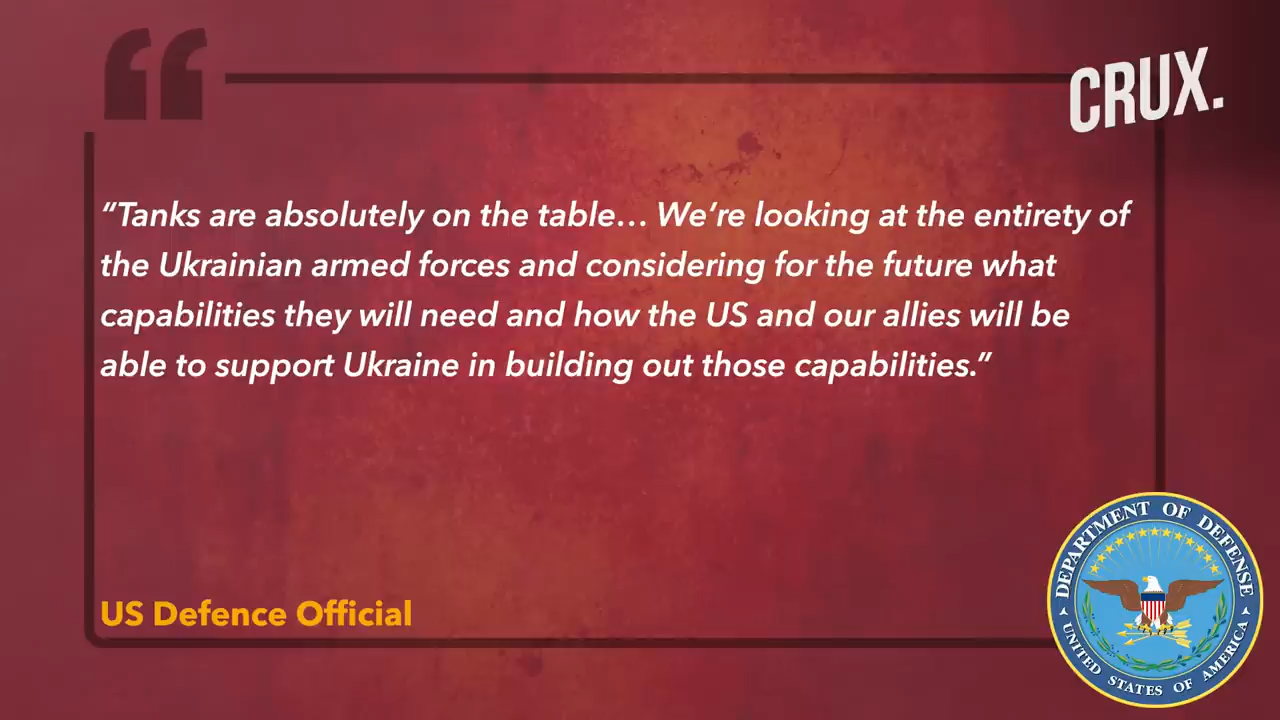 CRUX.
“Tanks are absolutely on the table… We’re looking at the entirety of
the Ukrainian armed forces and considering for the future what
capabilities they will need and how the US and our allies will be
able to support Ukraine in building out those capabilities.”
US Defence Official
DEPARTMENT OF DEFENSE
UNITED STATES OF AMERICA